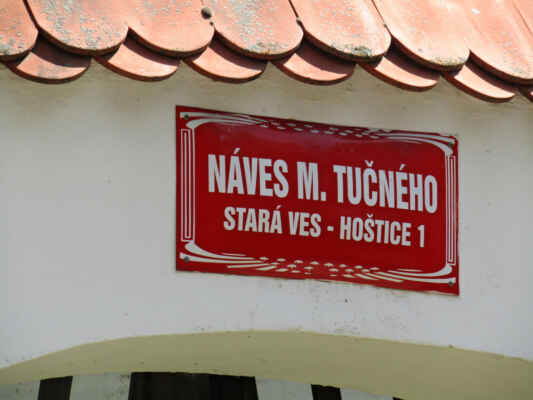 NÁVES M. TUČNÉHO
STARÁ VES - HOŠTICE 1